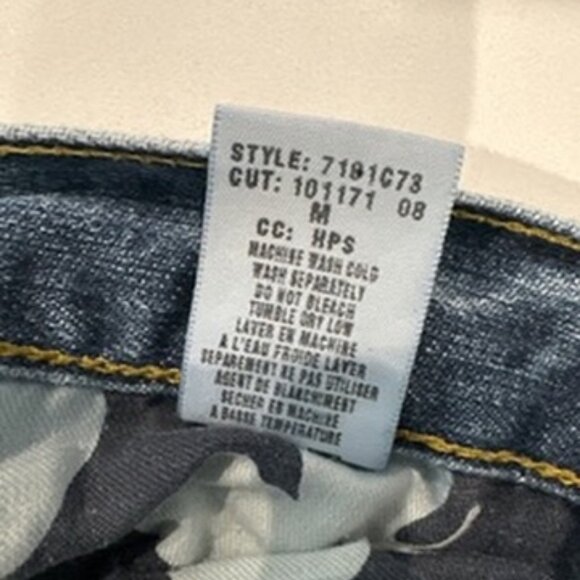 STYLE: 7191C73
CUT: 101171 08
M
CC: HPS
MACHINE WASH COLD
WASH SEPARATELY
DO NOT BLEACH
TUMBLE DRY LOW
LAVER EN MACHINE
A L'EAU FROIDE LAVER
SEPAREMENT NE PAS UTILISER
AGENT DE BLANCHIMENT
SECHER EN MACHINE
A BASSE TEMPERATURE